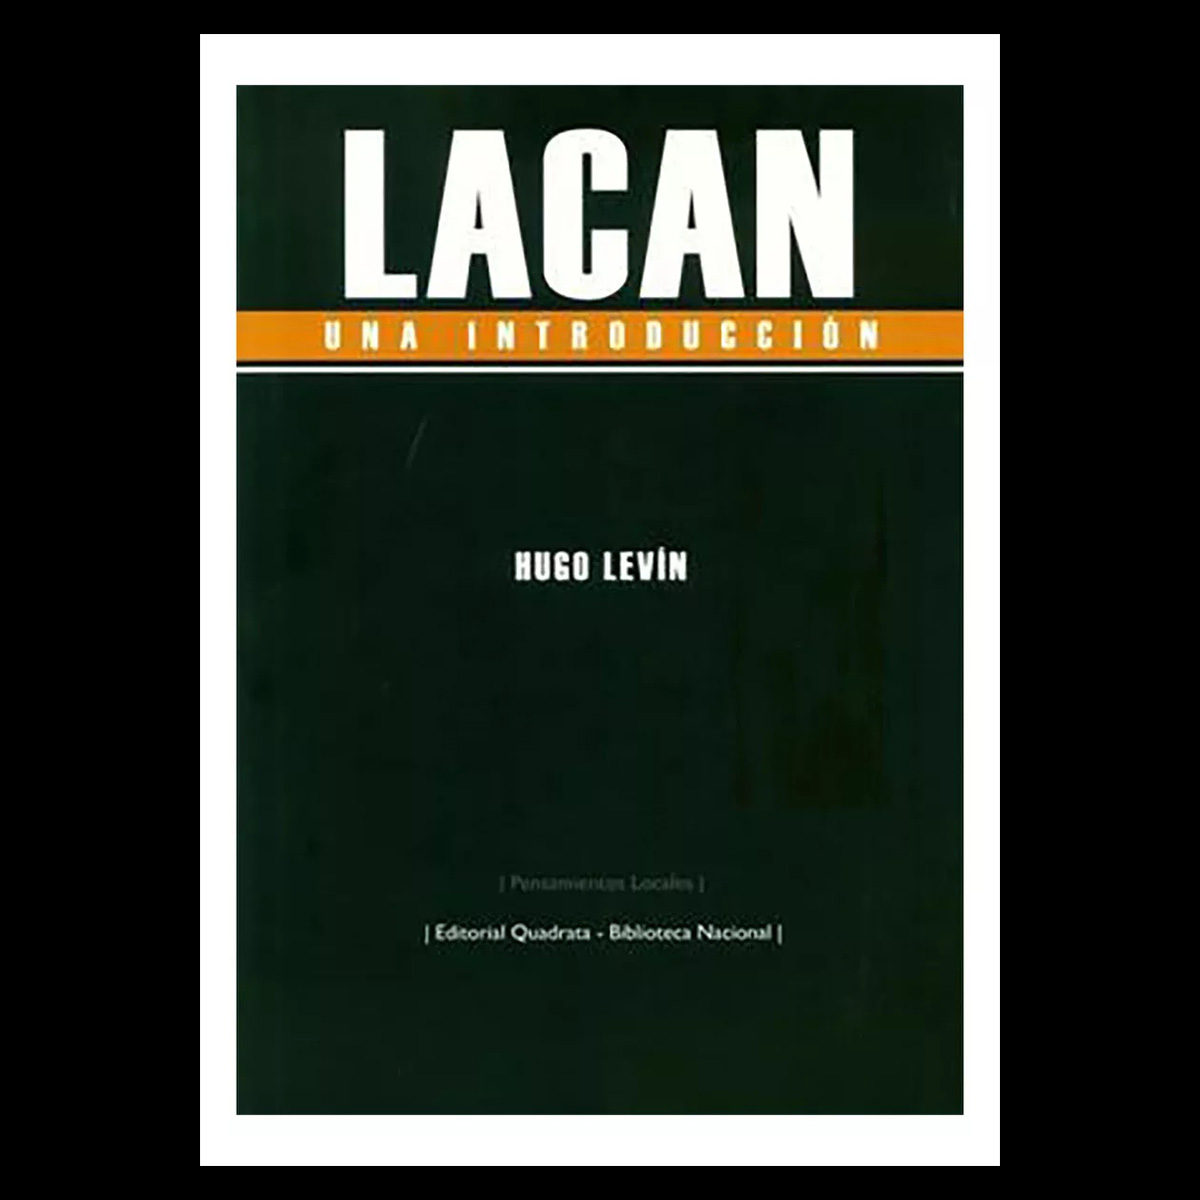 LACAN
UNA INTRODUCCIÓN
HUGO LEVÍN
| Pensamientos Locales |
| Editorial Quadrata - Biblioteca Nacional |